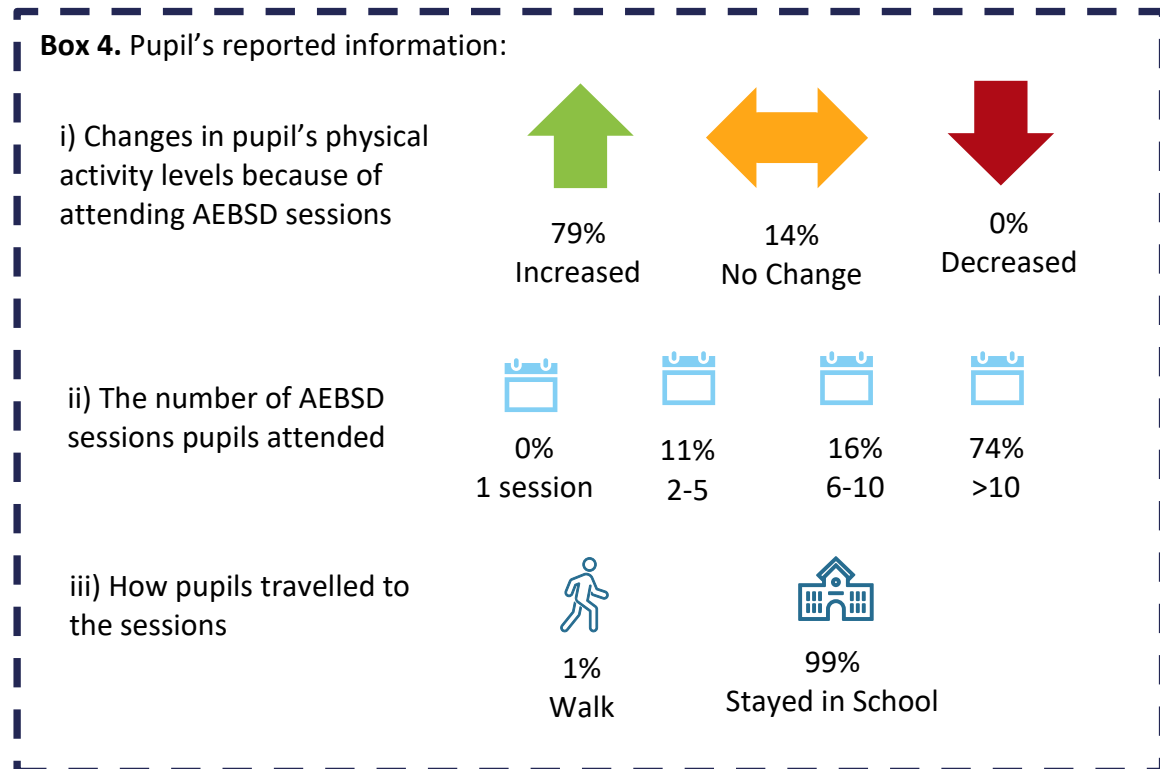 Box 4. Pupil’s reported information:
i) Changes in pupil’s physical
activity levels because of
attending AEBSD sessions
79%
Increased
14%
No Change
0%
Decreased
ii) The number of AEBSD
sessions pupils attended
0%
1 session
11%
2-5
16%
6-10
74%
>10
iii) How pupils travelled to
the sessions
1%
Walk
99%
Stayed in School